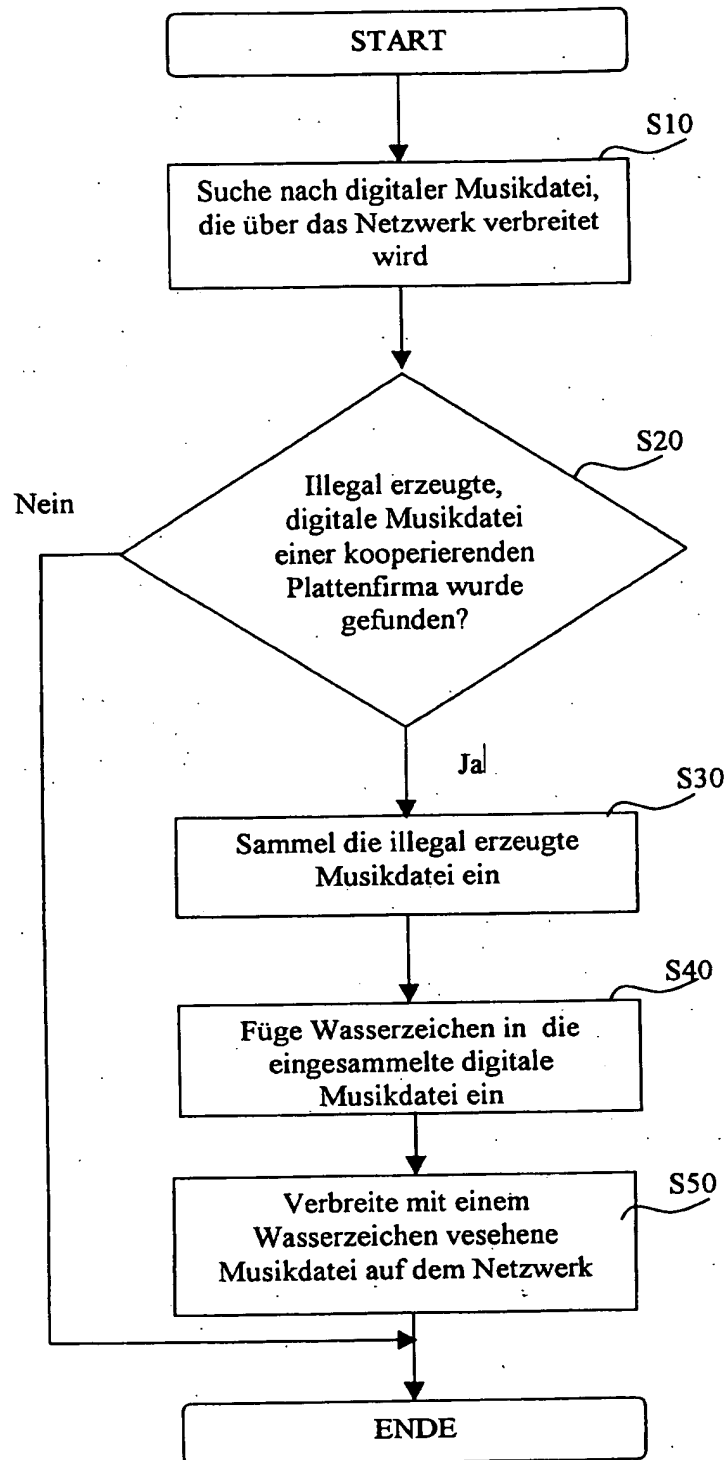 START
S10
Suche nach digitaler Musikdatei,
die über das Netzwerk verbreitet
wird
S20
Nein
Illegal erzeugte,
digitale Musikdatei
einer kooperierenden
Plattenfirma wurde
gefunden?
Ja
S30
Sammel die illegal erzeugte
Musikdatei ein
S40
Füge Wasserzeichen in die
eingesammelte digitale
Musikdatei ein
S50
Verbreite mit einem
Wasserzeichen vesehene
Musikdatei auf dem Netzwerk
ENDE